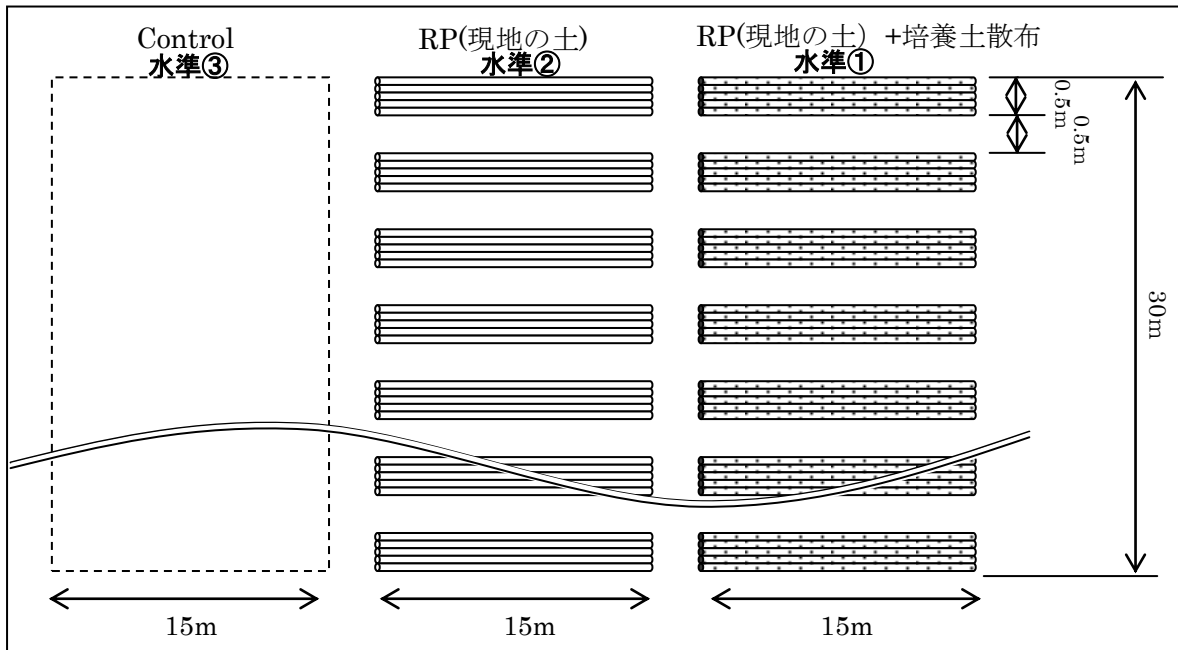 Control
水準③
RP(現地の土)
水準②
RP(現地の土）+培養土散布
水準①
0.5m
0.5m
30m
15m
15m
15m